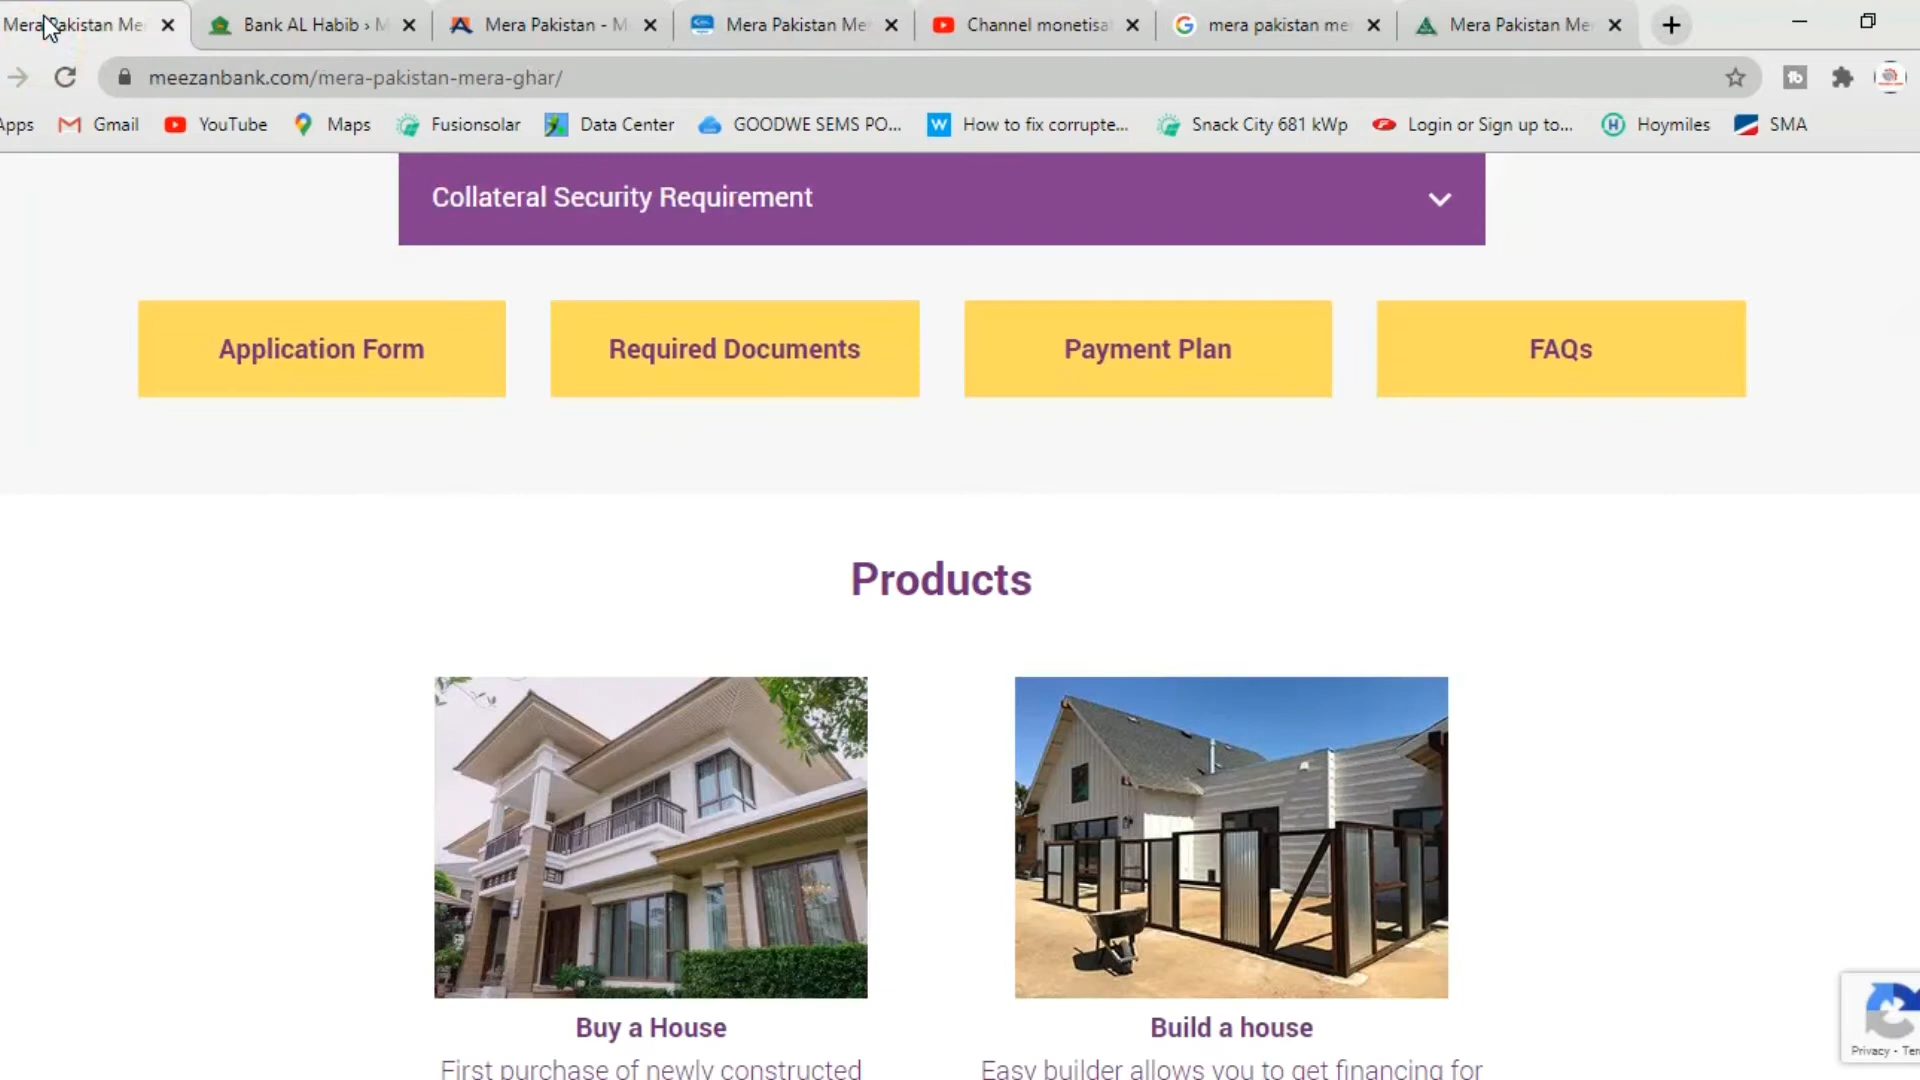 Mera Pakistan Me
Bank AL Habib › M
Mera Pakistan - M
Mera Pakistan Me
Channel monetisa
mera pakistan me
Mera Pakistan Me
meezanbank.com/mera-pakistan-mera-ghar/
Apps
Gmail
YouTube
Maps
Fusionsolar
Data Center
GOODWE SEMS PO...
How to fix corrupte...
Snack City 681 kWp
Login or Sign up to...
Hoymiles
SMA
Collateral Security Requirement
Application Form
Required Documents
Payment Plan
FAQs
Products
Buy a House
Build a house
First purchase of newly constructed
Easy builder allows you to get financing for
Privacy - Ter